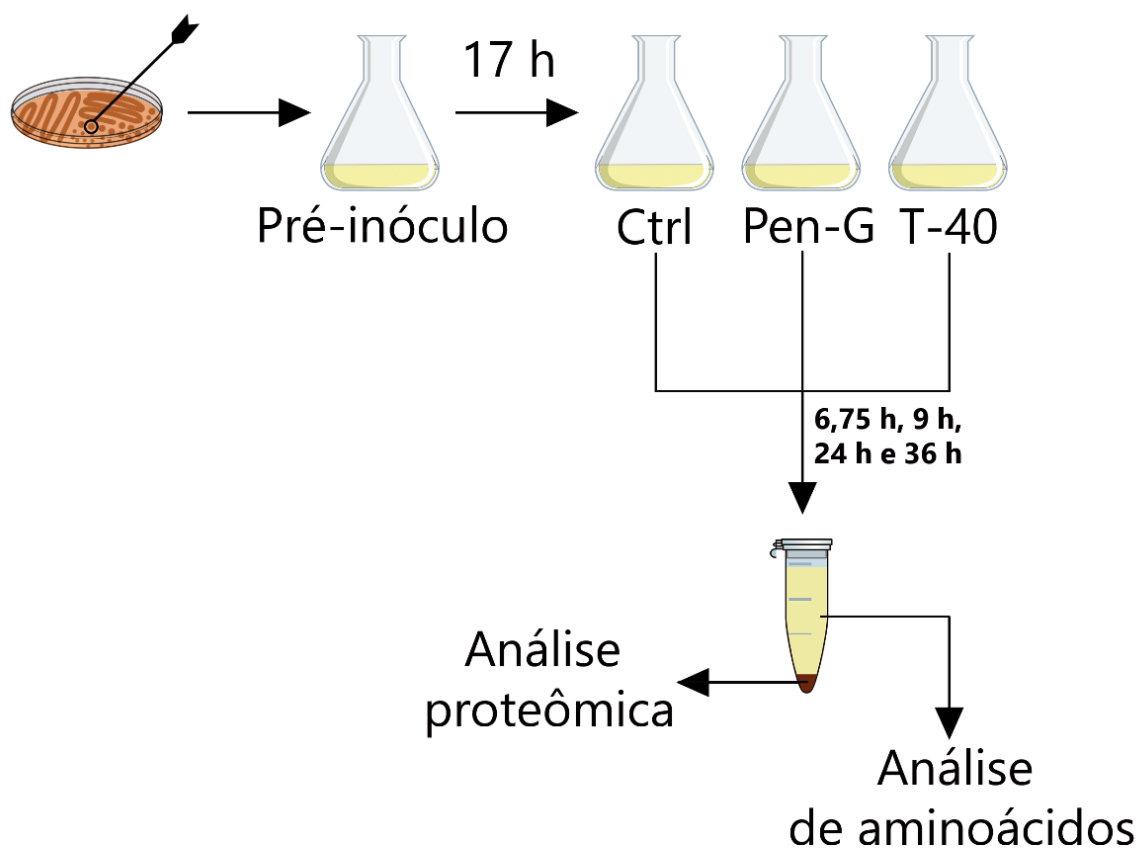 17 h
Pré-inóculo
Ctrl
Pen-G
T-40
6,75 h, 9 h,
24 h e 36 h
Análise
proteômica
Análise
de aminoácidos